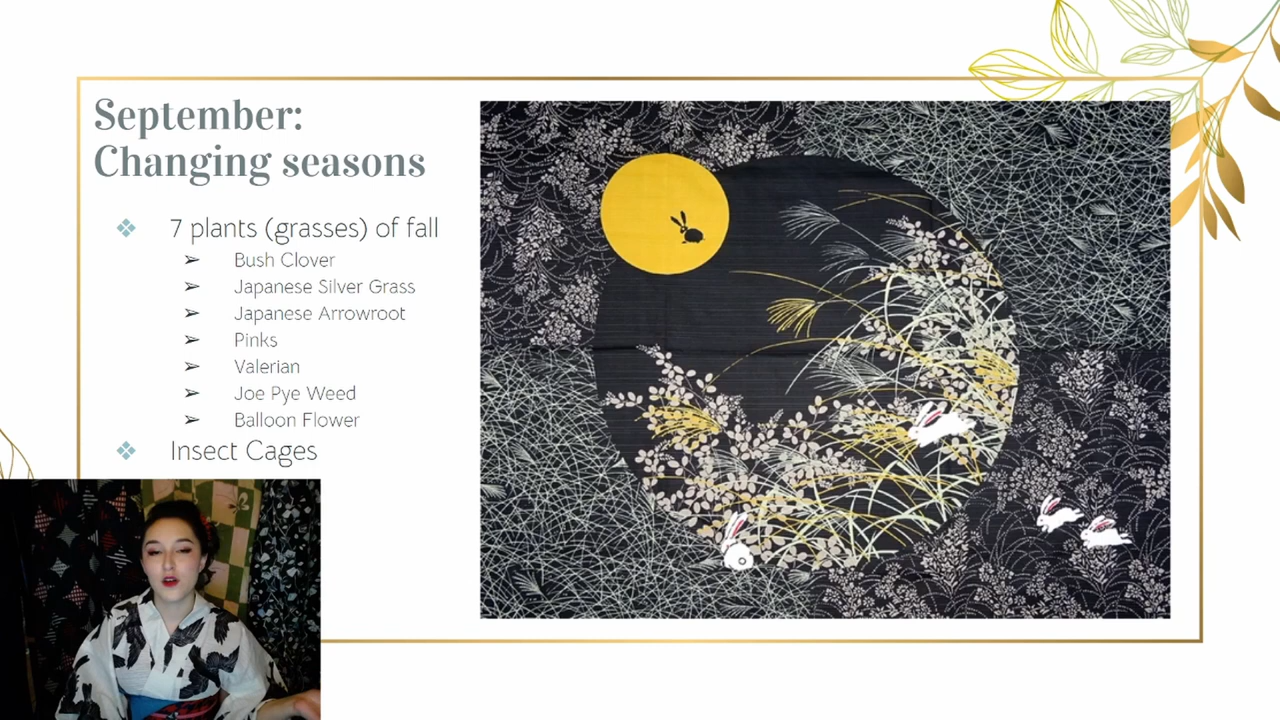 September:
Changing seasons
7 plants (grasses) of fall
Bush Clover
Japanese Silver Grass
Japanese Arrowroot
Pinks
Valerian
Joe Pye Weed
Balloon Flower
Insect Cages